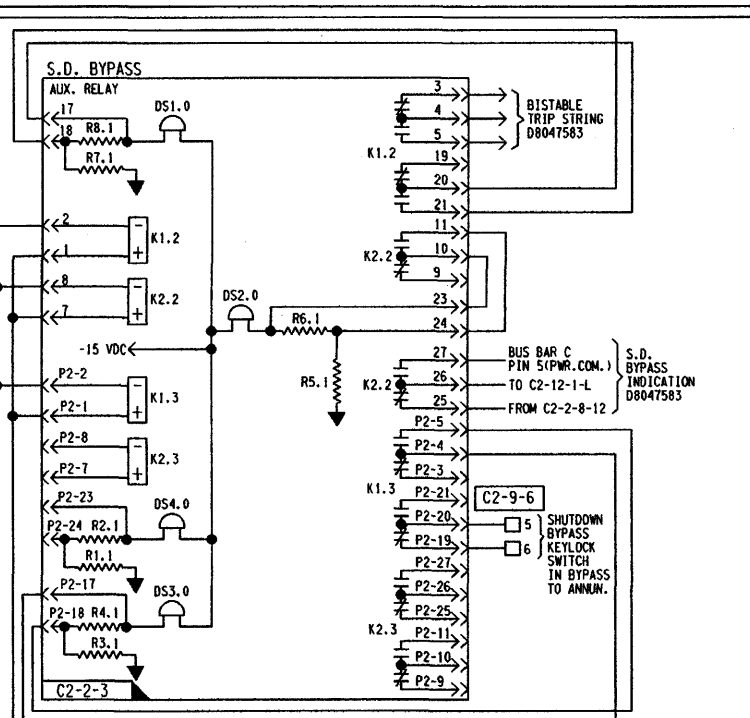 S.D. BYPASS
AUX. RELAY
17
18
R8.1
R7.1
DS1.0
2
1
K1.2
8
7
K2.2
DS2.0
-15 VDC
R6.1
R5.1
P2-2
P2-1
K1.3
P2-8
P2-7
K2.3
P2-23
P2-24
R2.1
R1.1
DS4.0
P2-17
P2-18
R4.1
R3.1
DS3.0
C2-2-3
3
4
5
K1.2
19
20
21
11
10
K2.2
9
23
24
27
26
K2.2
25
P2-5
P2-4
P2-3
K1.3
P2-21
P2-20
P2-19
P2-27
P2-26
P2-25
K2.3
P2-11
P2-10
P2-9
BISTABLE
TRIP STRING
D8047583
BUS BAR C
PIN 5(PWR.COM.)
TO C2-12-1-L
FROM C2-2-8-12
S.D.
BYPASS
INDICATION
D8047583
C2-9-6
5
6
SHUTDOWN
BYPASS
KEYLOCK
SWITCH
IN BYPASS
TO ANNUN.
- + - + - + - +